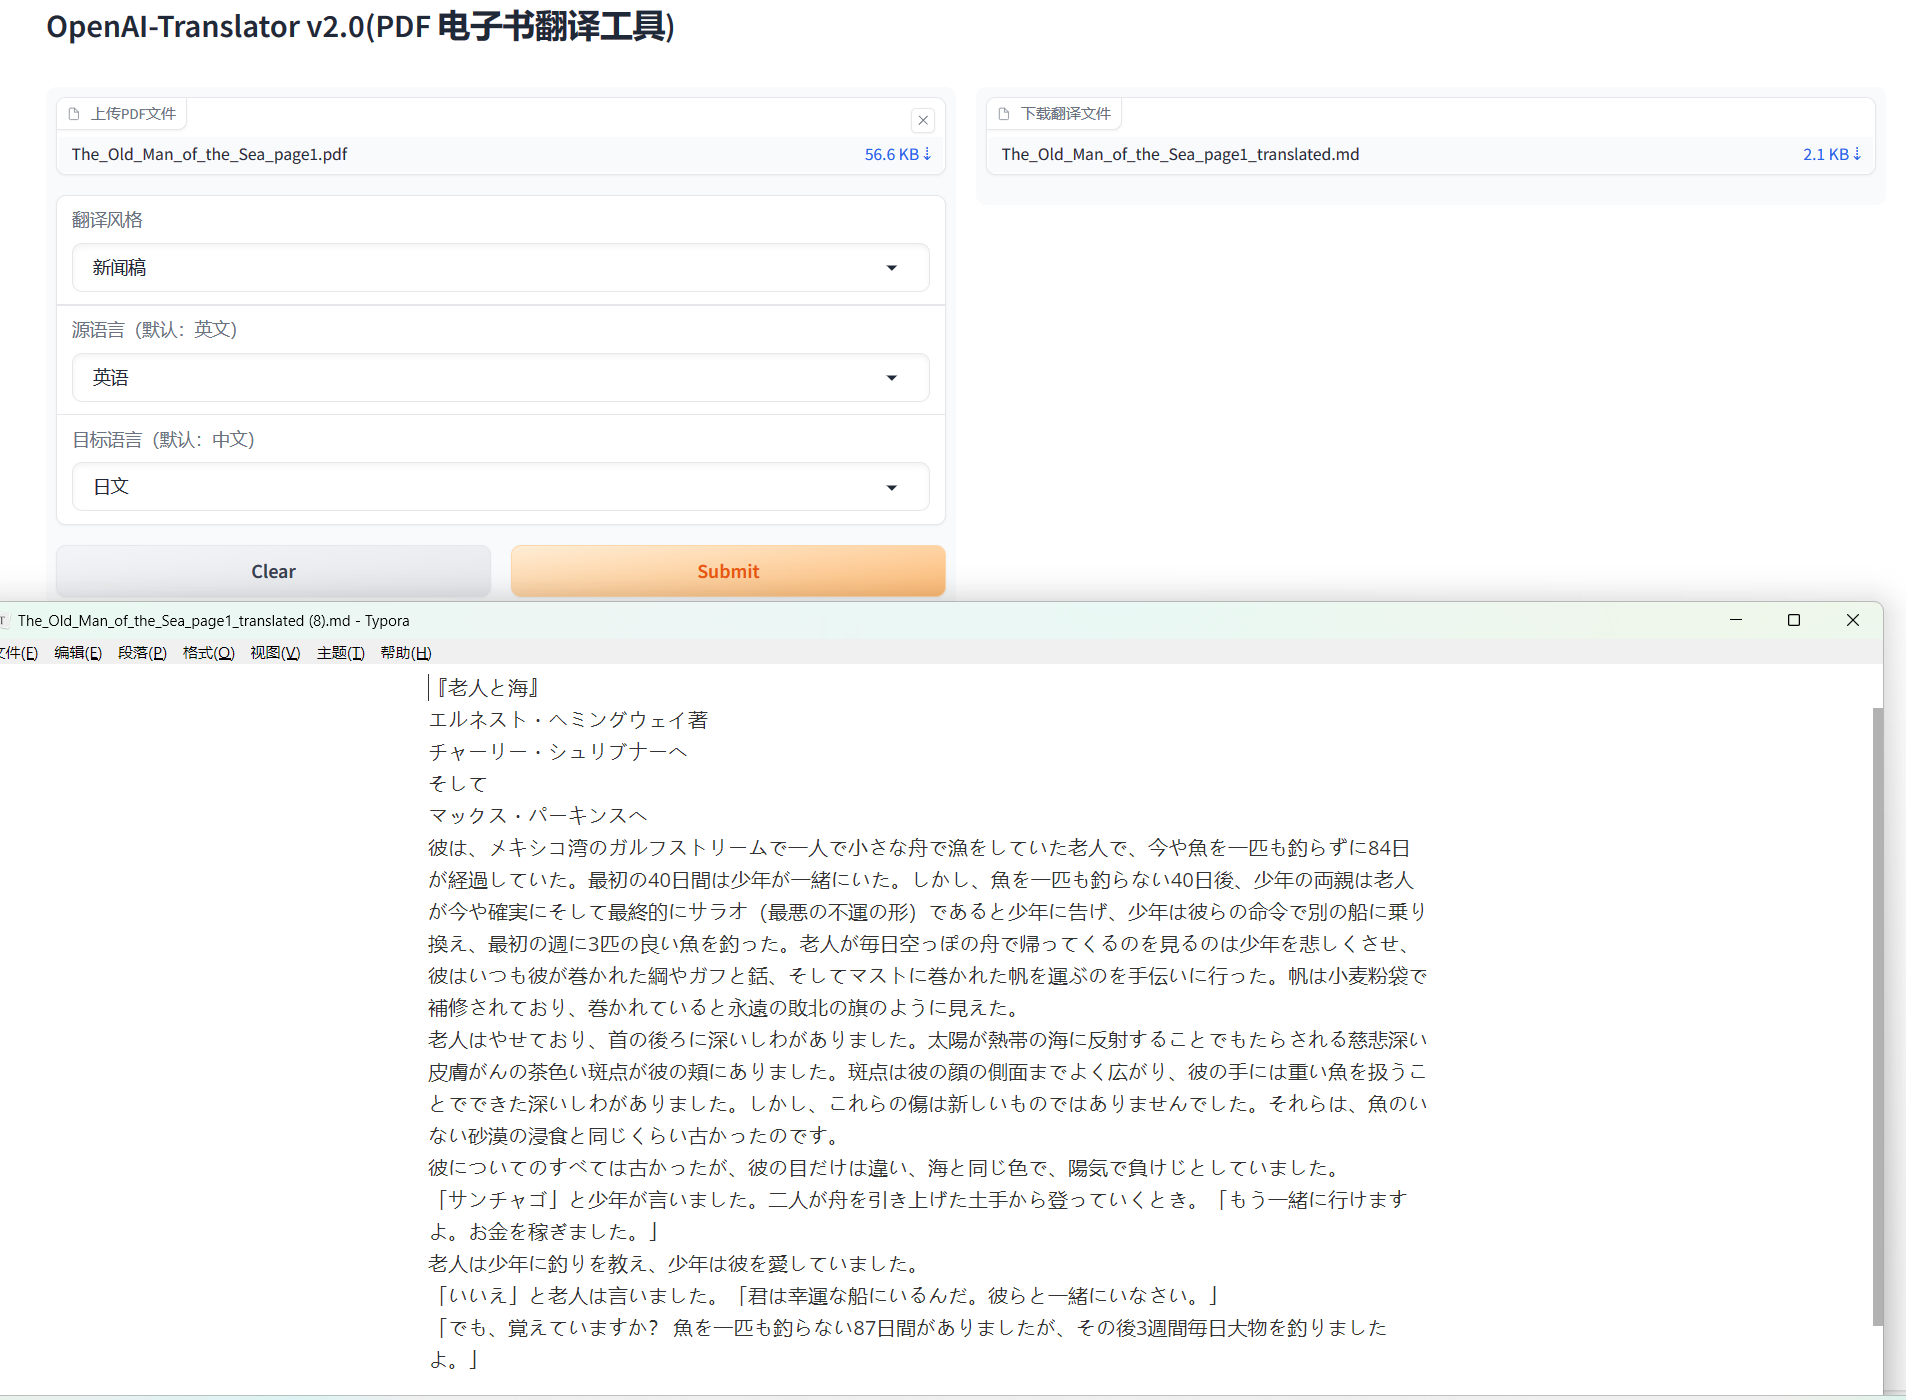 OpenAI-Translator v2.0(PDF 电子书翻译工具)
上传PDF文件
The_Old_Man_of_the_Sea_page1.pdf
56.6 KB ⇣
翻译风格
新闻稿
源语言（默认：英文）
英语
目标语言（默认：中文）
日文
Clear
Submit
下载翻译文件
The_Old_Man_of_the_Sea_page1_translated.md
2.1 KB ⇣
The_Old_Man_of_the_Sea_page1_translated (8).md - Typora
文件(F) 编辑(E) 段落(P) 格式(O) 视图(V) 主题(T) 帮助(H)
『老人と海』
エルネスト・ヘミングウェイ著
チャーリー・シュリブナーへ
そして
マックス・パーキンスへ
彼は、メキシコ湾のガルフストリームで一人で小さな舟で漁をしていた老人で、今や魚を一匹も釣らずに84日
が経過していた。最初の40日間は少年が一緒にいた。しかし、魚を一匹も釣らない40日後、少年の両親は老人
が今や確実にそして最終的にサラオ（最悪の不運の形）であると少年に告げ、少年は彼らの命令で別の船に乗り
換え、最初の週に3匹の良い魚を釣った。老人が毎日空っぽの舟で帰ってくるのを見るのは少年を悲しくさせ、
彼はいつも彼が巻かれた綱やガフと銛、そしてマストに巻かれた帆を運ぶのを手伝いに行った。帆は小麦粉袋で
補修されており、巻かれていると永遠の敗北の旗のように見えた。
老人はやせており、首の後ろに深いしわがありました。太陽が熱帯の海に反射することでもたらされる慈悲深い
皮膚がんの茶色い斑点が彼の頬にありました。斑点は彼の顔の側面までよく広がり、彼の手には重い魚を扱うこ
とでできた深いしわがありました。しかし、これらの傷は新しいものではありませんでした。それらは、魚のい
ない砂漠の浸食と同じくらい古かったのです。
彼についてのすべては古かったが、彼の目だけは違い、海と同じ色で、陽気で負けじとしていました。
「サンチャゴ」と少年が言いました。二人が舟を引き上げた土手から登っていくとき。「もう一緒に行けます
よ。お金を稼ぎました。」
老人は少年に釣りを教え、少年は彼を愛していました。
「いいえ」と老人は言いました。「君は幸運な船にいるんだ。彼らと一緒にいなさい。」
「でも、覚えていますか？ 魚を一匹も釣らない87日間がありましたが、その後3週間毎日大物を釣りました
よ。」